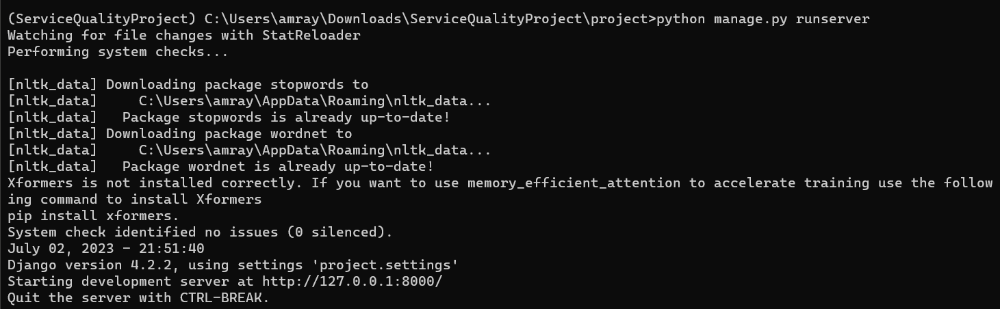 (ServiceQualityProject) C:\Users\amray\Downloads\ServiceQualityProject\project>python manage.py runserver
Watching for file changes with StatReloader
Performing system checks...

[nltk_data] Downloading package stopwords to
[nltk_data]     C:\Users\amray\AppData\Roaming\nltk_data...
[nltk_data]   Package stopwords is already up-to-date!
[nltk_data] Downloading package wordnet to
[nltk_data]     C:\Users\amray\AppData\Roaming\nltk_data...
[nltk_data]   Package wordnet is already up-to-date!
Xformers is not installed correctly. If you want to use memory_efficient_attention to accelerate training use the follow
ing command to install Xformers
pip install xformers.
System check identified no issues (0 silenced).
July 02, 2023 - 21:51:40
Django version 4.2.2, using settings 'project.settings'
Starting development server at http://127.0.0.1:8000/
Quit the server with CTRL-BREAK.